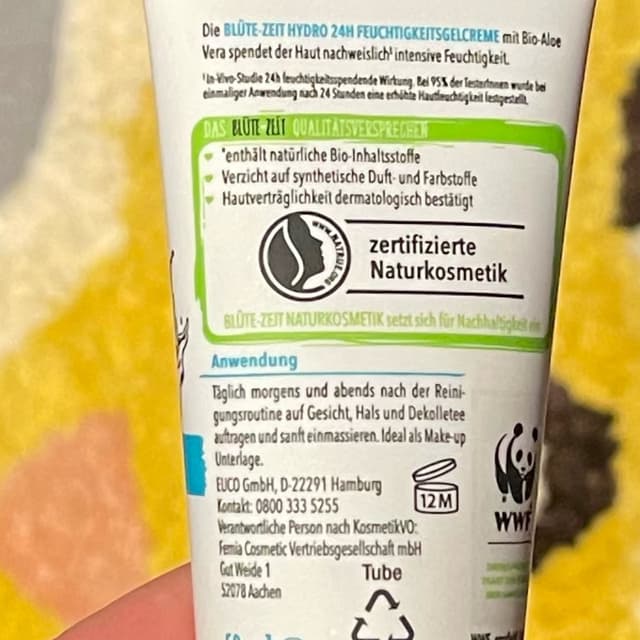 Die BLÜTE-ZEIT HYDRO 24H FEUCHTIGKEITSGELCREME mit Bio-Aloe
Vera spendet der Haut nachweislich¹ intensive Feuchtigkeit.
¹In-Vivo-Studie 24h feuchtigkeitsspendende Wirkung. Bei 95% der TesterInnen wurde bei
einmaliger Anwendung nach 24 Stunden eine erhöhte Hautfeuchtigkeit festgestellt.
DAS BLÜTE-ZEIT QUALITÄTSVERSPRECHEN
*enthält natürliche Bio-Inhaltsstoffe
Verzicht auf synthetische Duft- und Farbstoffe
Hautverträglichkeit dermatologisch bestätigt
WWW.NATRUE.ORG
zertifizierte
Naturkosmetik
BLÜTE-ZEIT NATURKOSMETIK setzt sich für Nachhaltigkeit ein
Anwendung
Täglich morgens und abends nach der Reini-
gungsroutine auf Gesicht, Hals und Dekolletee
auftragen und sanft einmassieren. Ideal als Make-up
Unterlage.
EUCO GmbH, D-22291 Hamburg
Kontakt: 0800 333 5255
Verantwortliche Person nach KosmetikVO:
Femia Cosmetic Vertriebsgesellschaft mbH
Gut Weide 1
52078 Aachen
12M
WWF
Tube